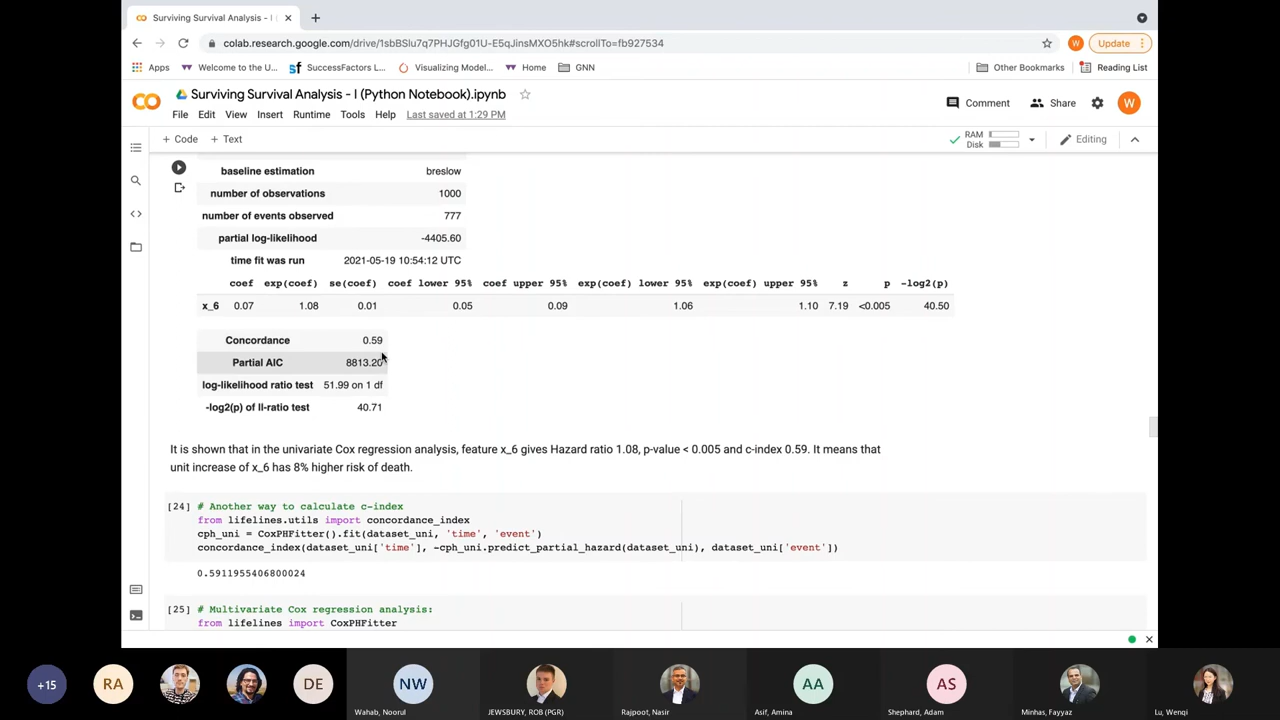 Surviving Survival Analysis - I (
colab.research.google.com/drive/1sbBSlu7q7PHJGfg01U-E5qJinsMXO5hk#scrollTo=fb927534
W
Update
Apps
Welcome to the U...
SuccessFactors L...
Visualizing Model...
Home
GNN
Other Bookmarks
Reading List
Surviving Survival Analysis - I (Python Notebook).ipynb
Comment
Share
W
File Edit View Insert Runtime Tools Help Last saved at 1:29 PM
+ Code + Text
RAM
Disk
Editing
baseline estimation breslow
number of observations 1000
number of events observed 777
partial log-likelihood -4405.60
time fit was run 2021-05-19 10:54:12 UTC
coef exp(coef) se(coef) coef lower 95% coef upper 95% exp(coef) lower 95% exp(coef) upper 95% z p -log2(p)
x_6 0.07 1.08 0.01 0.05 0.09 1.06 1.10 7.19 <0.005 40.50
Concordance 0.59
Partial AIC 8813.20
log-likelihood ratio test 51.99 on 1 df
-log2(p) of ll-ratio test 40.71
It is shown that in the univariate Cox regression analysis, feature x_6 gives Hazard ratio 1.08, p-value < 0.005 and c-index 0.59. It means that
unit increase of x_6 has 8% higher risk of death.
[24] # Another way to calculate c-index
from lifelines.utils import concordance_index
cph_uni = CoxPHFitter().fit(dataset_uni, 'time', 'event')
concordance_index(dataset_uni['time'], -cph_uni.predict_partial_hazard(dataset_uni), dataset_uni['event'])
0.5911955406800024
[25] # Multivariate Cox regression analysis:
from lifelines import CoxPHFitter
+15
RA
DE
NW
AA
AS
Wahab, Noorul
JEWSBURY, ROB (PGR)
Rajpoot, Nasir
Asif, Amina
Shephard, Adam
Minhas, Fayyaz
Lu, Wenqi